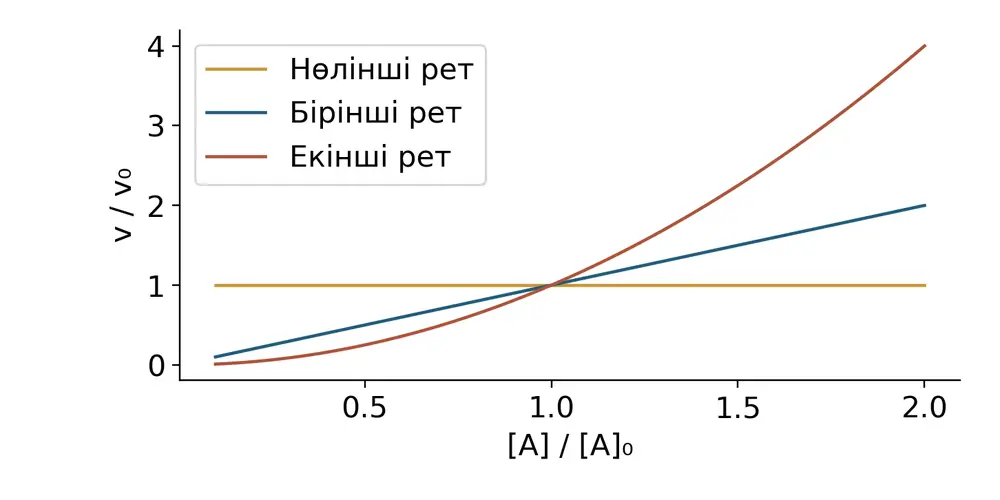 Нөлінші рет
Бірінші рет
Екінші рет
4
3
2
1
0
v / v₀
0.5 1.0 1.5 2.0
[A] / [A]₀